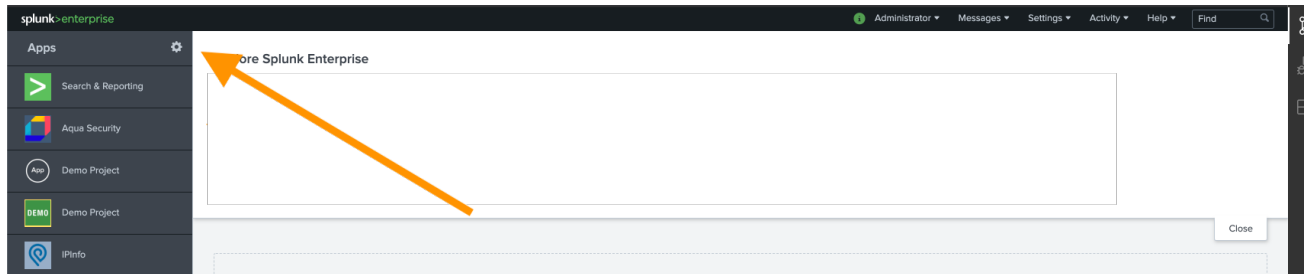 splunk>enterprise
Administrator Messages Settings Activity Help Find
Apps
ore Splunk Enterprise
Search & Reporting
Aqua Security
App Demo Project
DEMO Demo Project
Close
IPInfo